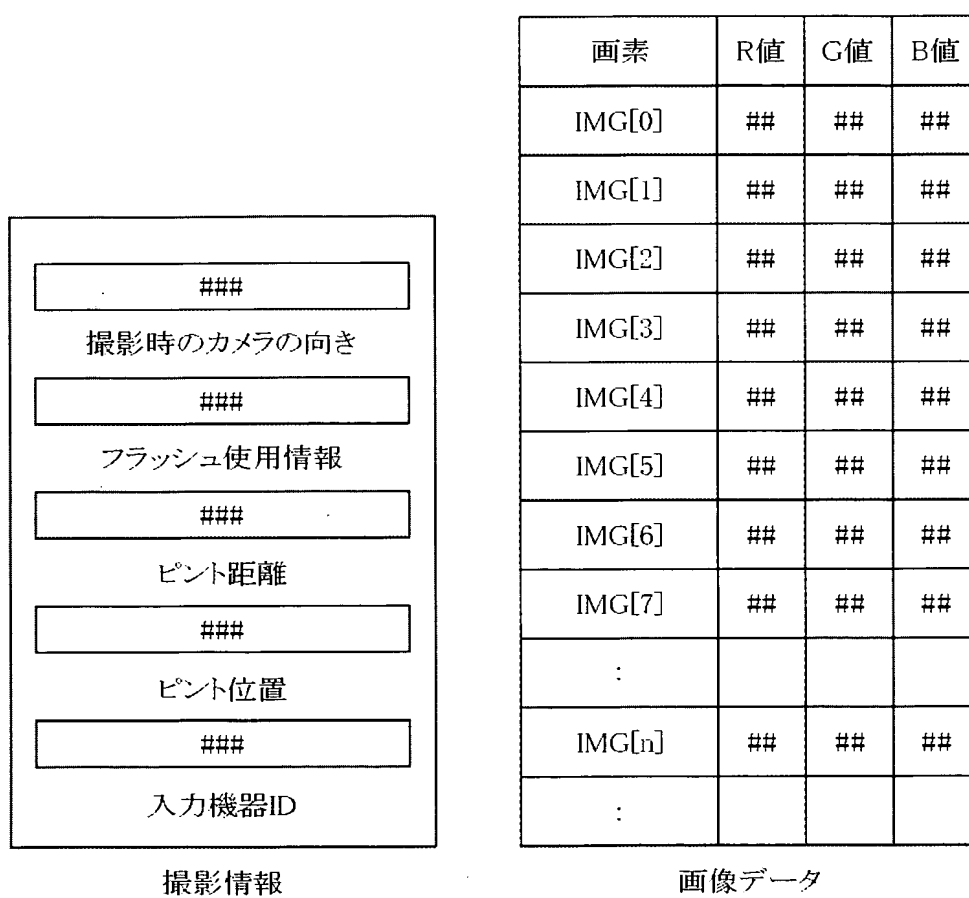 ###
撮影時のカメラの向き
###
フラッシュ使用情報
###
ピント距離
###
ピント位置
###
入力機器ID
撮影情報
画素 R値 G値 B値
IMG[0] ## ## ##
IMG[1] ## ## ##
IMG[2] ## ## ##
IMG[3] ## ## ##
IMG[4] ## ## ##
IMG[5] ## ## ##
IMG[6] ## ## ##
IMG[7] ## ## ##
:
IMG[n] ## ## ##
:
画像データ